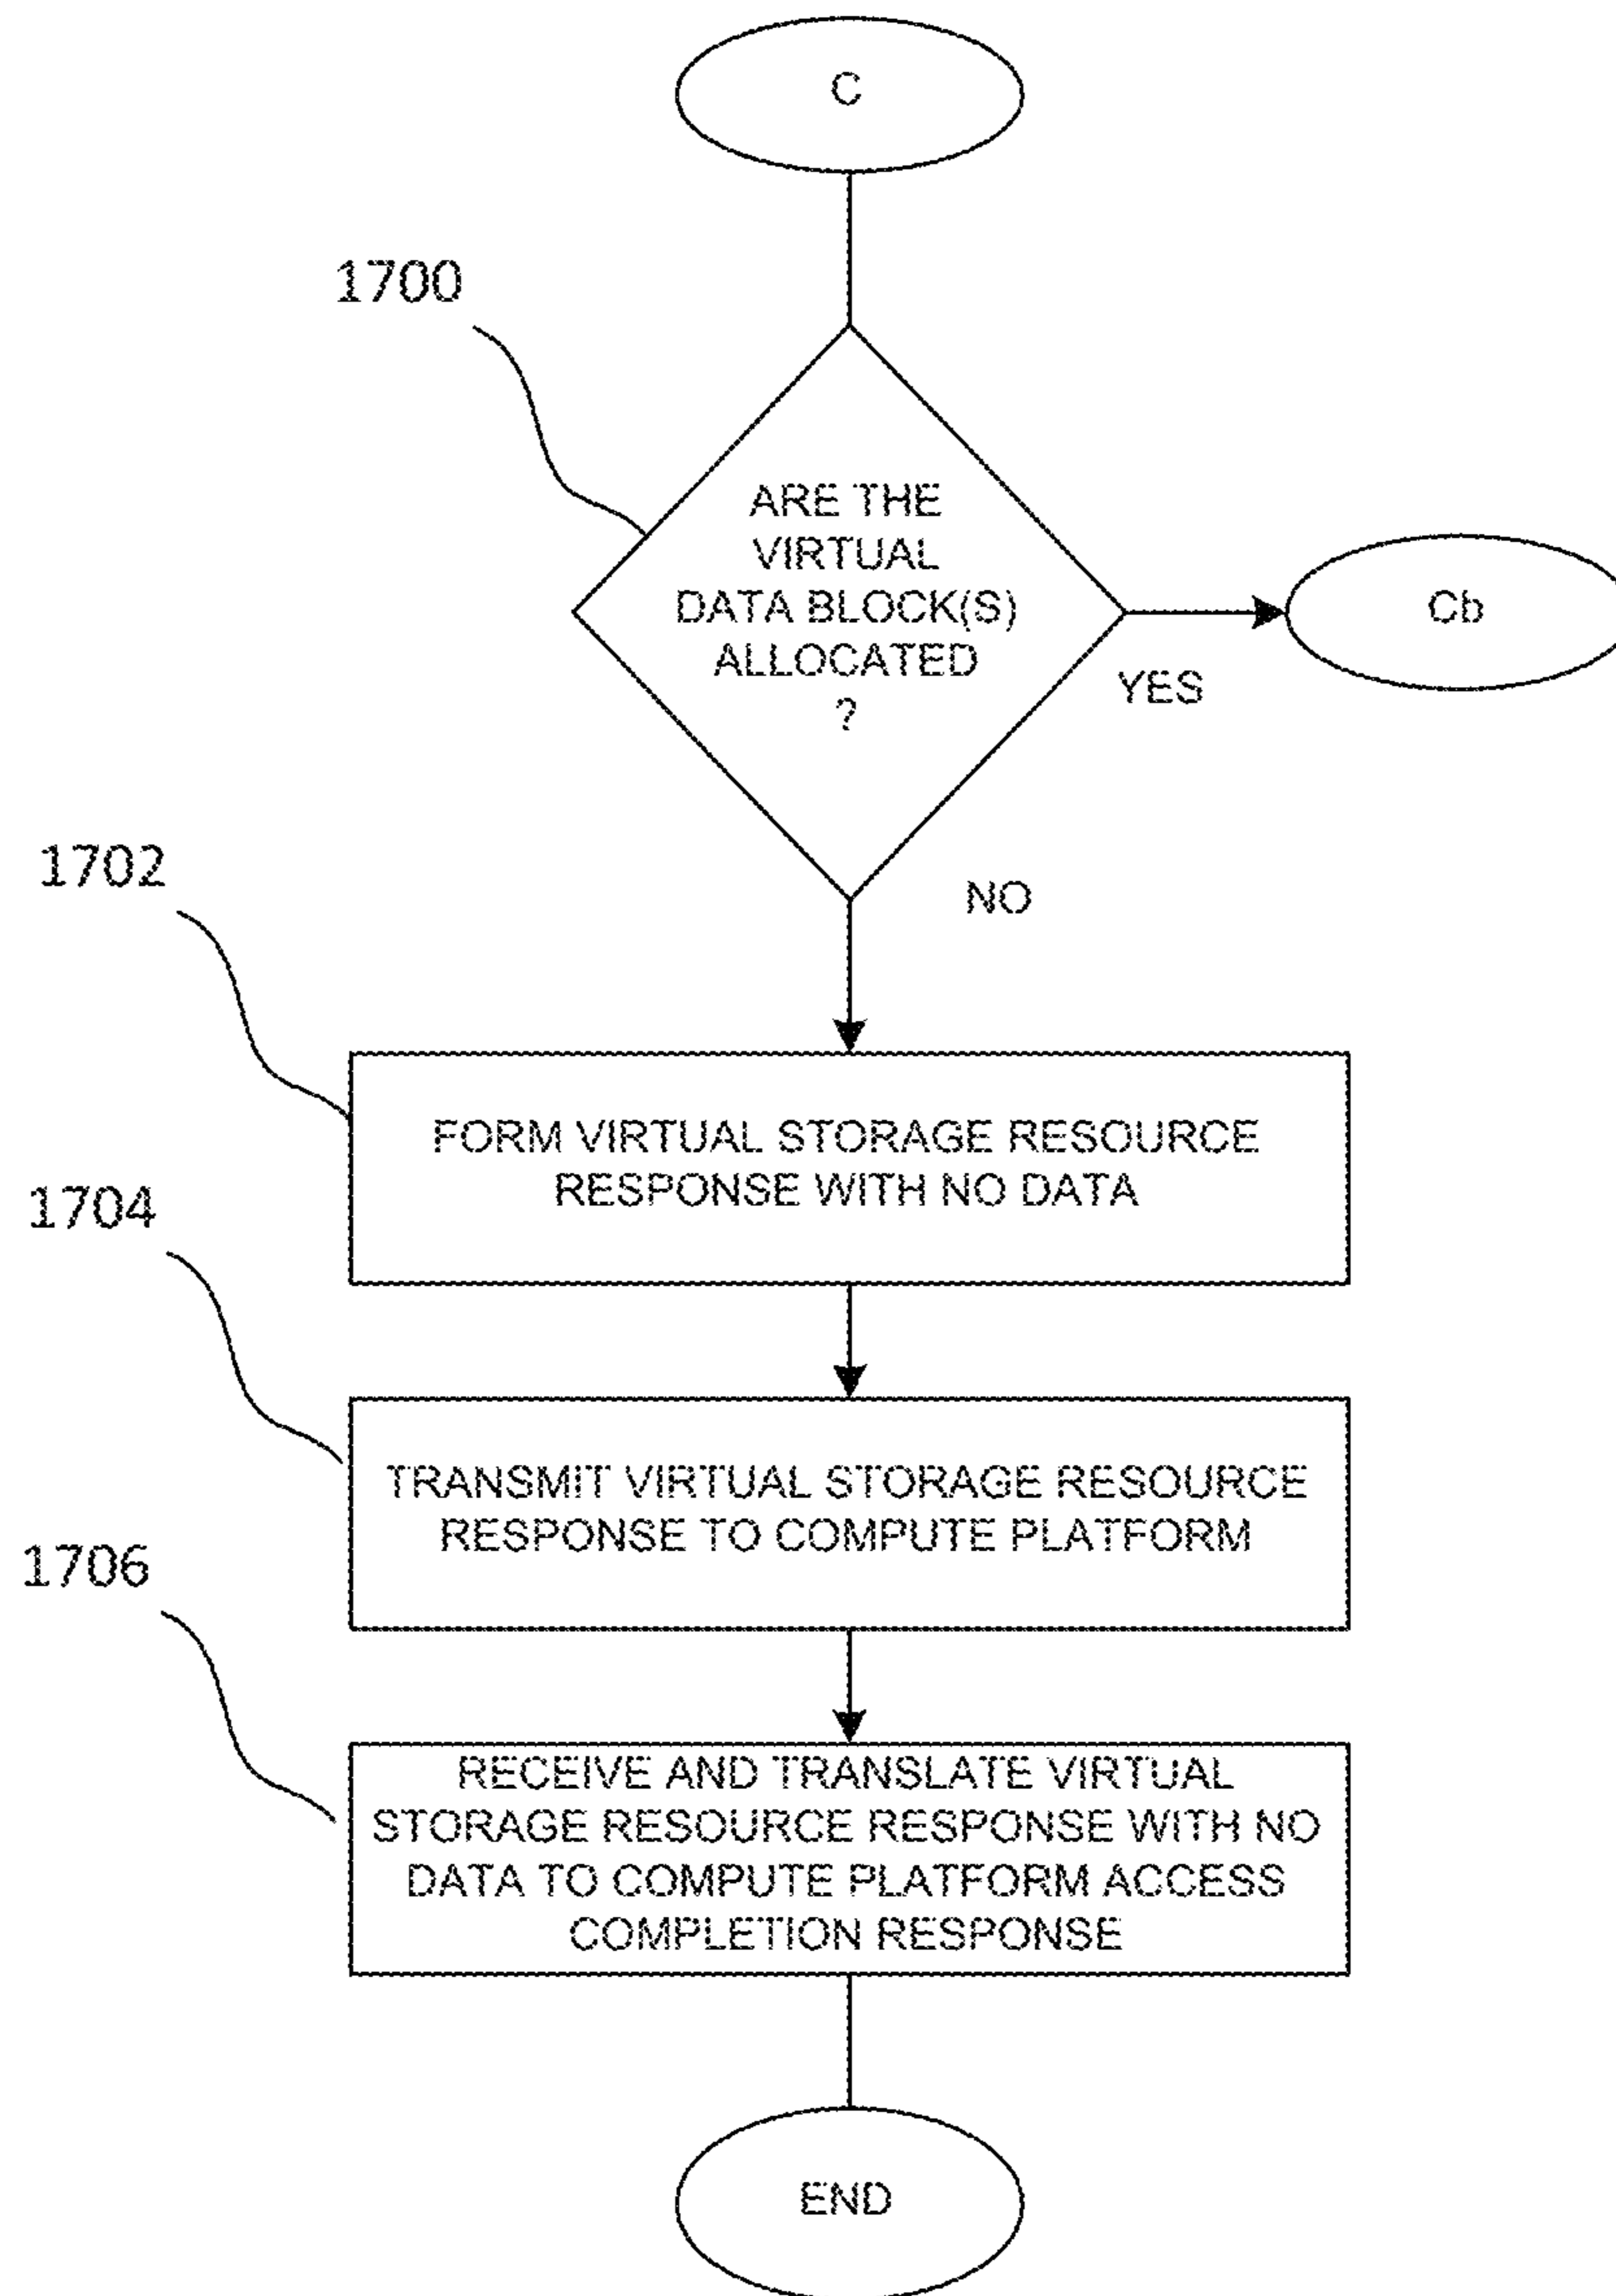 C
1700
ARE THE
VIRTUAL
DATA BLOCK(S)
ALLOCATED
?
Cb
YES
NO
1702
FORM VIRTUAL STORAGE RESOURCE
RESPONSE WITH NO DATA
1704
TRANSMIT VIRTUAL STORAGE RESOURCE
RESPONSE TO COMPUTE PLATFORM
1706
RECEIVE AND TRANSLATE VIRTUAL
STORAGE RESOURCE RESPONSE WITH NO
DATA TO COMPUTE PLATFORM ACCESS
COMPLETION RESPONSE
END